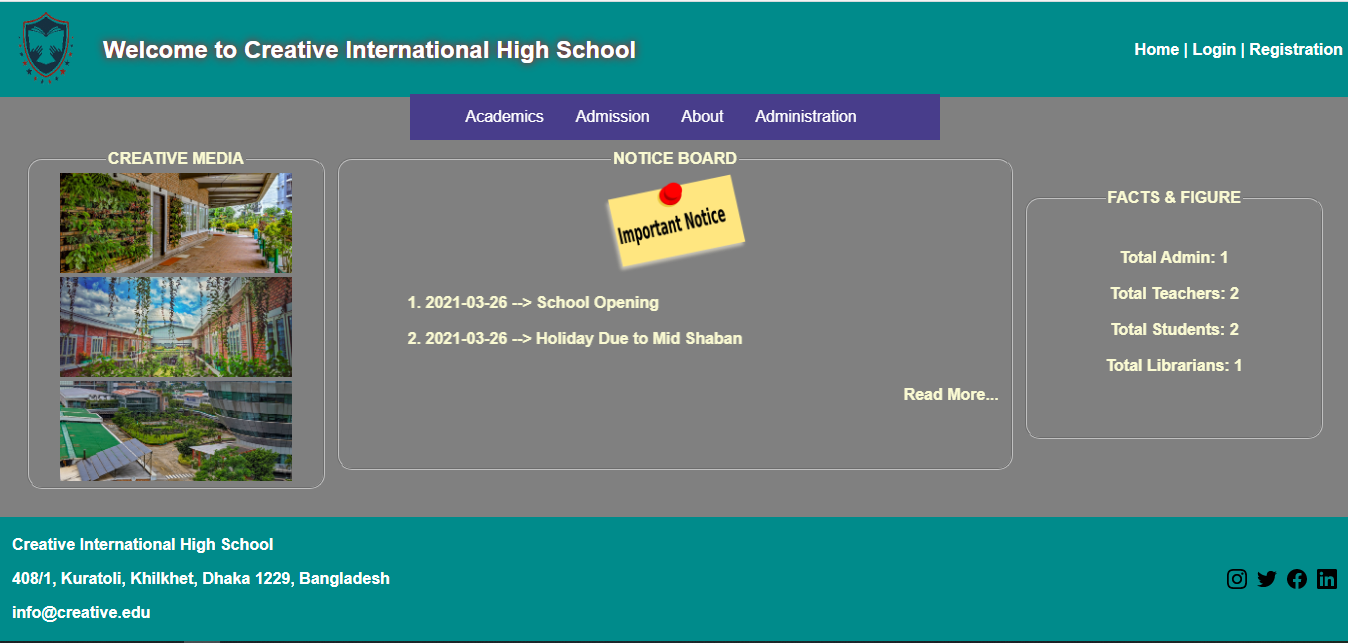 Welcome to Creative International High School
Home | Login | Registration
Academics Admission About Administration
CREATIVE MEDIA
NOTICE BOARD
Important Notice
1. 2021-03-26 --> School Opening
2. 2021-03-26 --> Holiday Due to Mid Shaban
Read More...
FACTS & FIGURE
Total Admin: 1
Total Teachers: 2
Total Students: 2
Total Librarians: 1
Creative International High School
408/1, Kuratoli, Khilkhet, Dhaka 1229, Bangladesh
info@creative.edu